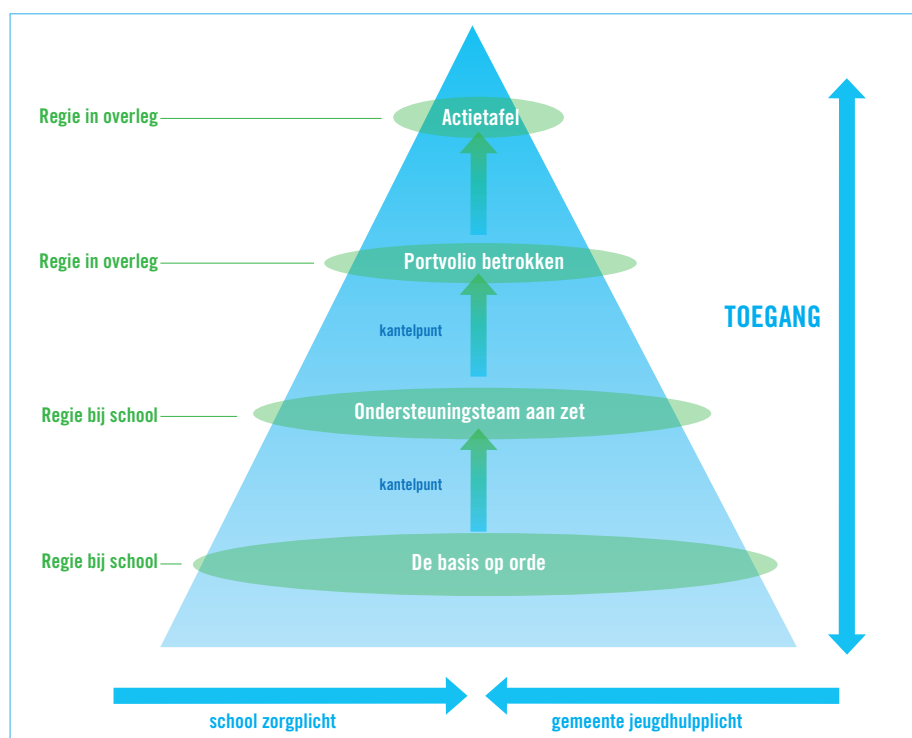 Regie in overleg
Actietafel
Regie in overleg
Portvolio betrokken
TOEGANG
kantelpunt
Regie bij school
Ondersteuningsteam aan zet
kantelpunt
Regie bij school
De basis op orde
school zorgplicht
gemeente jeugdhulpplicht